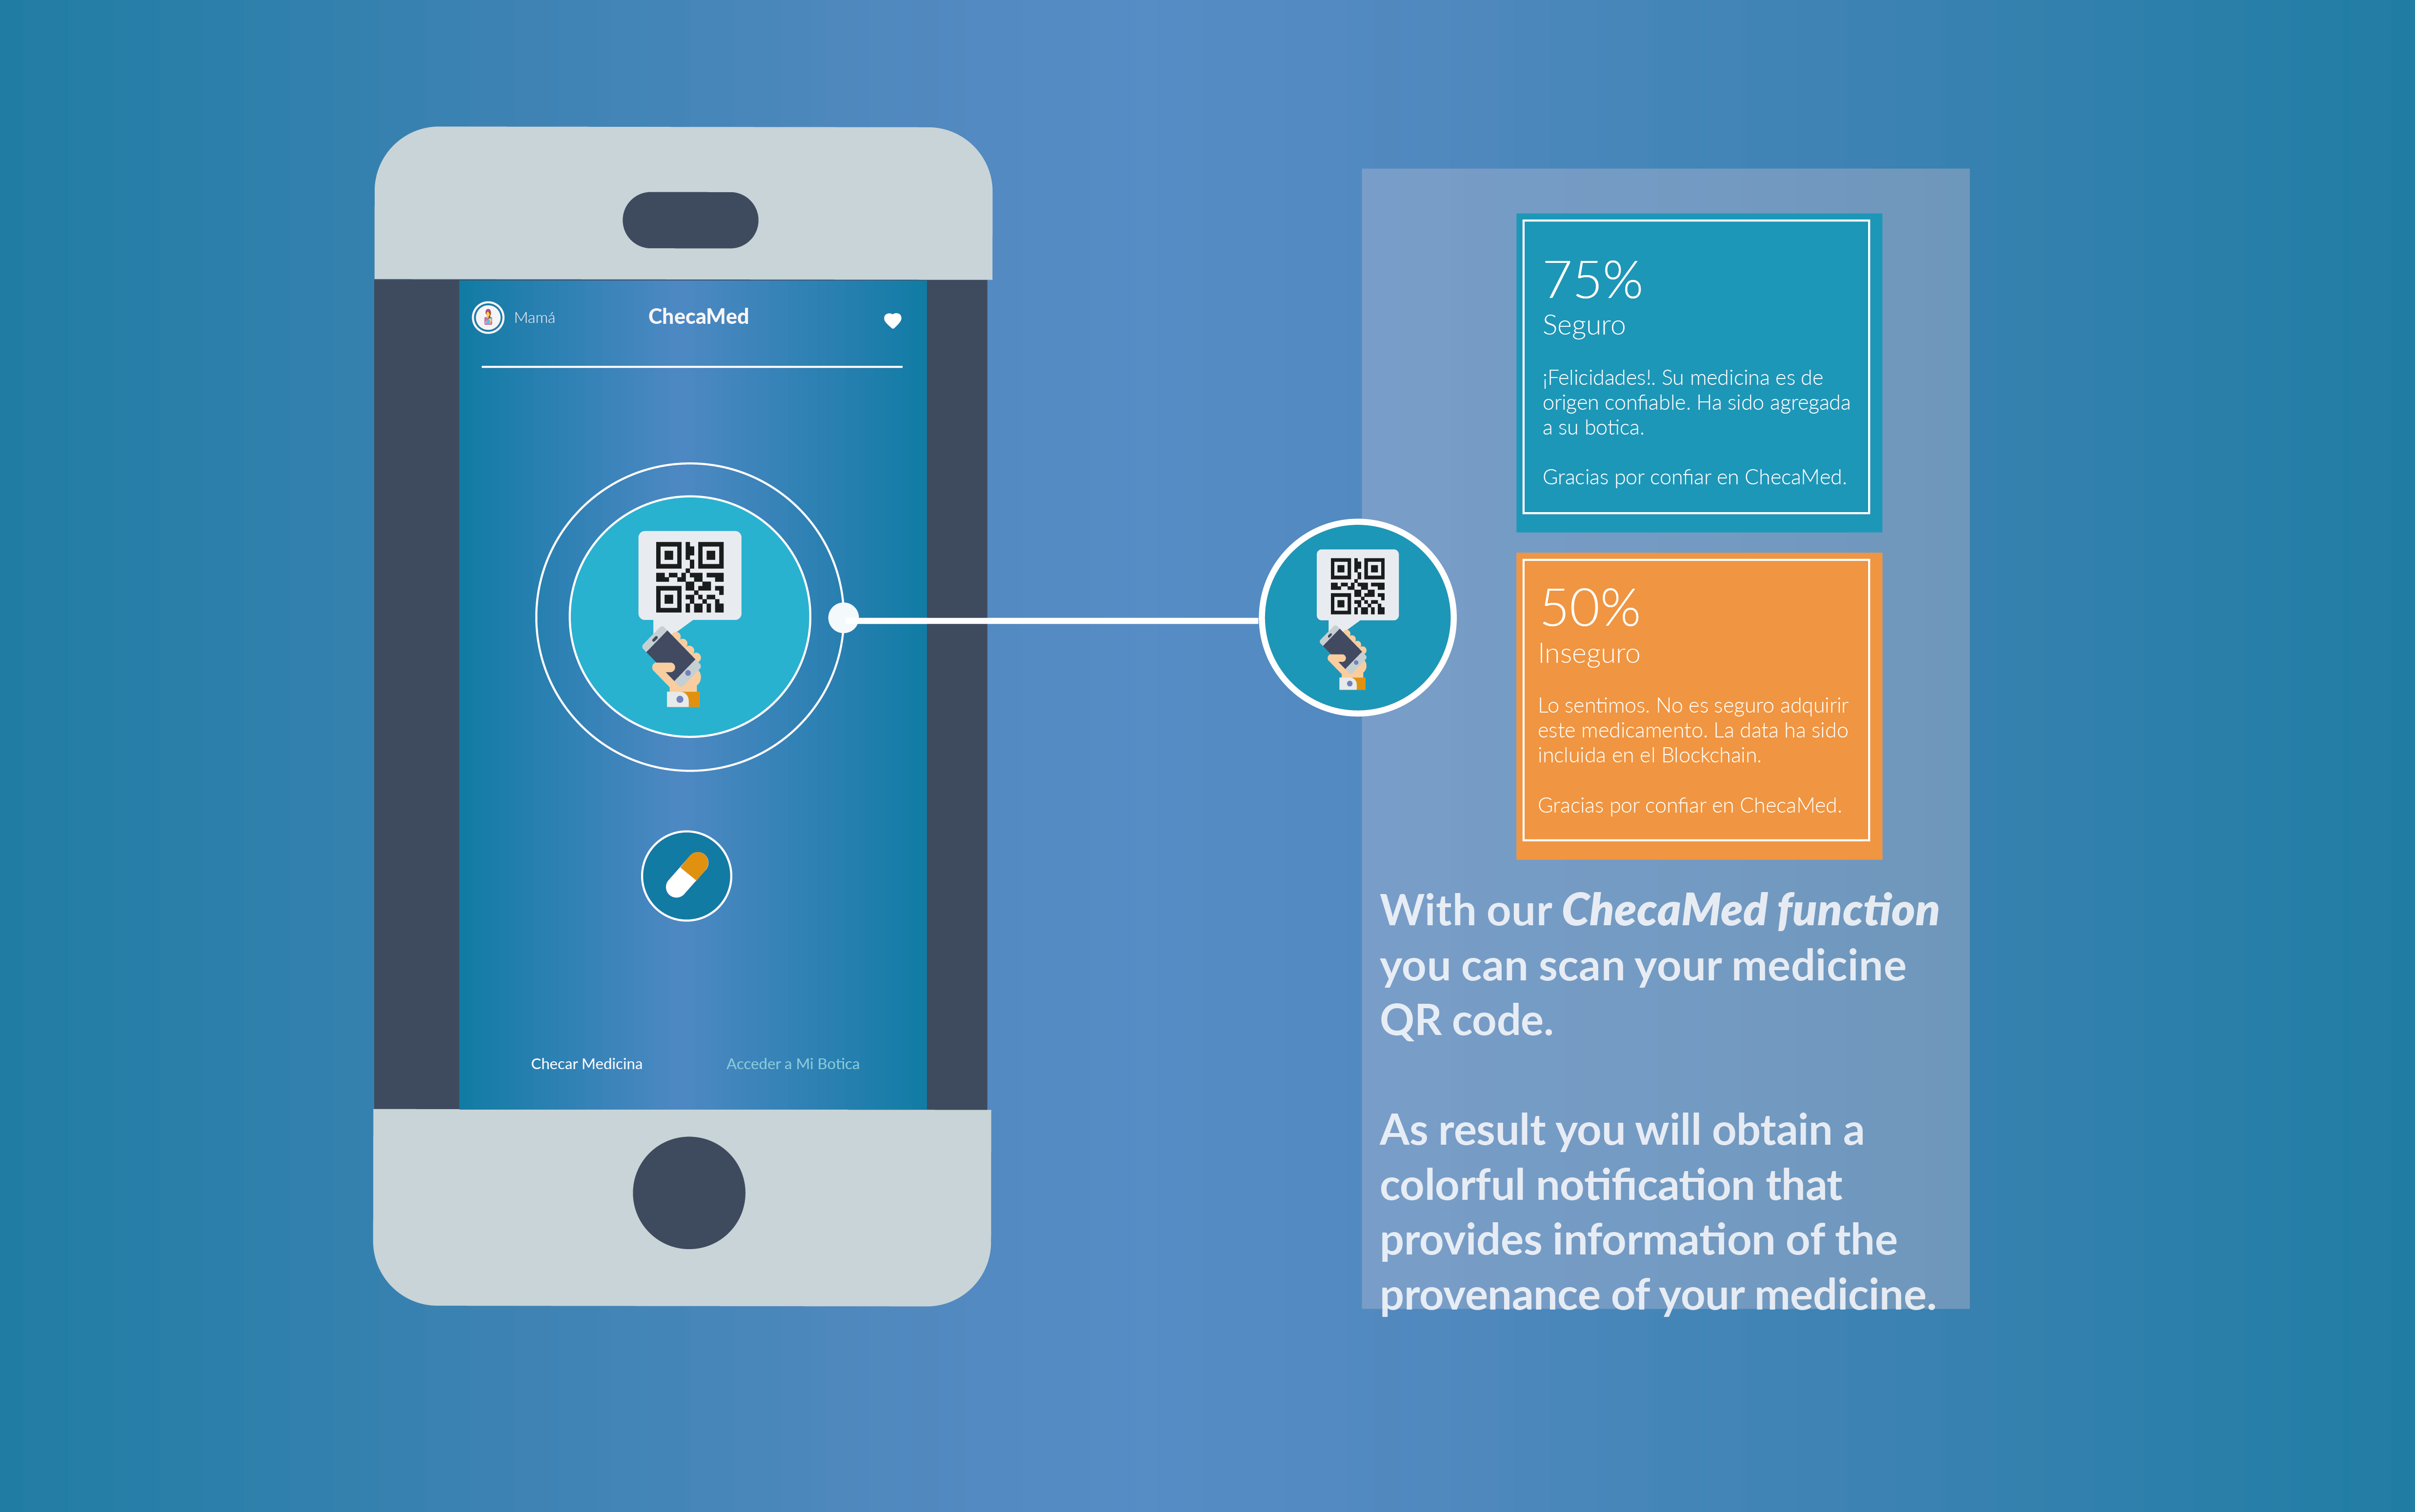 Mamá
ChecaMed
Checar Medicina
Acceder a Mi Botica
75%
Seguro
¡Felicidades!. Su medicina es de
origen confiable. Ha sido agregada
a su botica.
Gracias por confiar en ChecaMed.
50%
Inseguro
Lo sentimos. No es seguro adquirir
este medicamento. La data ha sido
incluida en el Blockchain.
Gracias por confiar en ChecaMed.
With our ChecaMed function
you can scan your medicine
QR code.
As result you will obtain a
colorful notification that
provides information of the
provenance of your medicine.